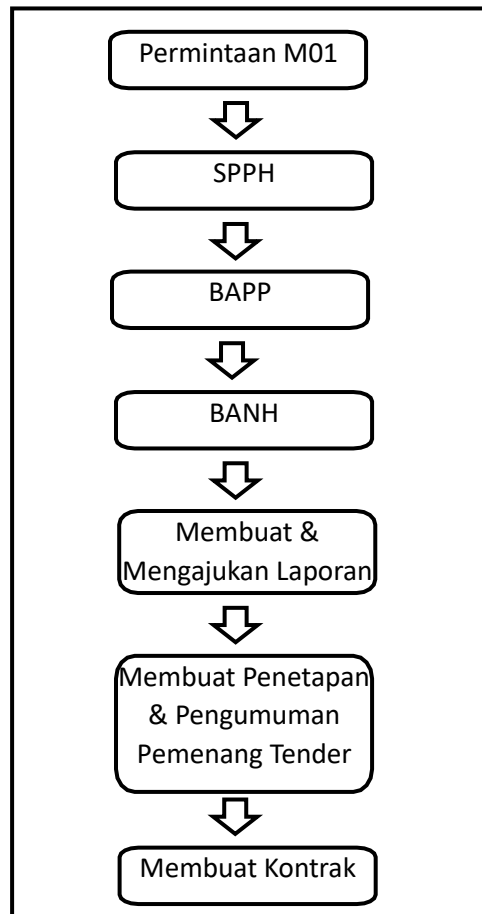 Permintaan M01
SPPH
BAPP
BANH
Membuat &
Mengajukan Laporan
Membuat Penetapan
& Pengumuman
Pemenang Tender
Membuat Kontrak